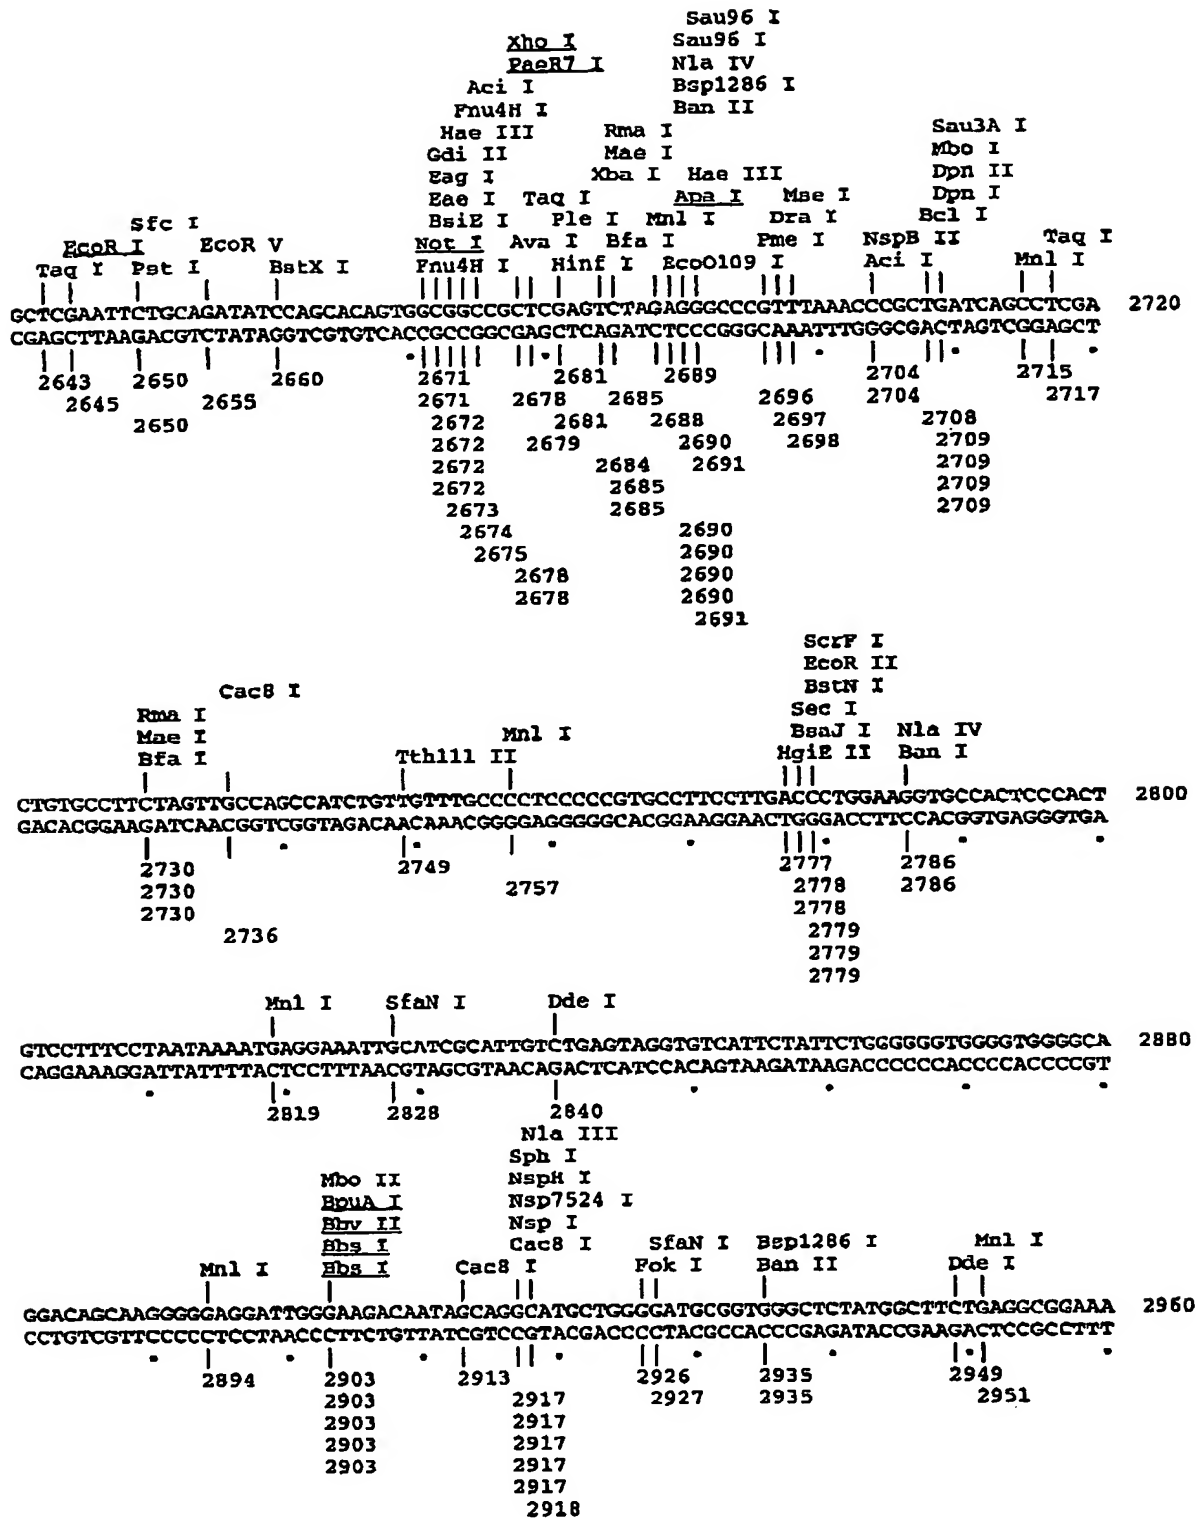 Sau96 I
Xho I Sau96 I
PaeR7 I Nla IV
Aci I Bsp1286 I
Fnu4H I Ban II
Hae III Rma I Sau3A I
Gdi II Mae I Mbo I
Eag I Xba I Hae III Dpn II
Eae I Taq I Apa I Mse I Dpn I
Sfc I BsiE I Ple I Mnl I Dra I Bcl I
EcoR I EcoR V Not I Ava I Bfa I Pme I NspB II Taq I
Taq I Pst I BstX I Fnu4H I Hinf I EcoO109 I Aci I Mnl I
GCTCGAATTCTGCAGATATCCAGCACAGTGGCGGCCGCTCGAGTCTAGAGGGCCCGTTTAAACCCGCTGATCAGCCTCGA 2720
CGAGCTTAAGACGTCTATAGGTCGTGTCACCGCCGGCGAGCTCAGATCTCCCGGGCAAATTTGGGCGACTAGTCGGAGCT
2643 2650 2660 2671 2681 2689 2704 2715
2645 2655 2671 2678 2685 2696 2704 2717
2650 2672 2681 2688 2697 2708
2672 2679 2690 2698 2709
2672 2684 2691 2709
2672 2685 2709
2673 2685 2709
2674 2690
2675 2690
2678 2690
2678 2690
2691
ScrF I
EcoR II
Cac8 I BstN I
Rma I Sec I
Mae I Mnl I BsaJ I Nla IV
Bfa I Tth111 II HgiE II Ban I
CTGTGCCTTCTAGTTGCCAGCCATCTGTTGTTTGCCCCTCCCCCGTGCCTTCCTTGACCCTGGAAGGTGCCACTCCCACT 2800
GACACGGAAGATCAACGGTCGGTAGACAACAAACGGGGAGGGGGCACGGAAGGAACTGGGACCTTCCACGGTGAGGGTGA
2730 2749 2777 2786
2730 2757 2778 2786
2730 2778
2736 2779
2779
2779
Mnl I SfaN I Dde I
GTCCTTTCCTAATAAAATGAGGAAATTGCATCGCATTGTCTGAGTAGGTGTCATTCTATTCTGGGGGGTGGGGTGGGGCA 2880
CAGGAAAGGATTATTTTACTCCTTTAACGTAGCGTAACAGACTCATCCACAGTAAGATAAGACCCCCCACCCCACCCCGT
2819 2828 2840
Nla III
Sph I
Mbo II NspH I
BpuA I Nsp7524 I
Bbv II Nsp I
Bbs I Cac8 I SfaN I Bsp1286 I Mnl I
Mnl I Bbs I Cac8 I Fok I Ban II Dde I
GGACAGCAAGGGGGAGGATTGGGAAGACAATAGCAGGCATGCTGGGGATGCGGTGGGCTCTATGGCTTCTGAGGCGGAAA 2960
CCTGTCGTTCCCCCTCCTAACCCTTCTGTTATCGTCCGTACGACCCCTACGCCACCCGAGATACCGAAGACTCCGCCTTT
2894 2903 2913 2926 2935 2949
2903 2917 2927 2935 2951
2903 2917
2903 2917
2903 2917
2917
2918